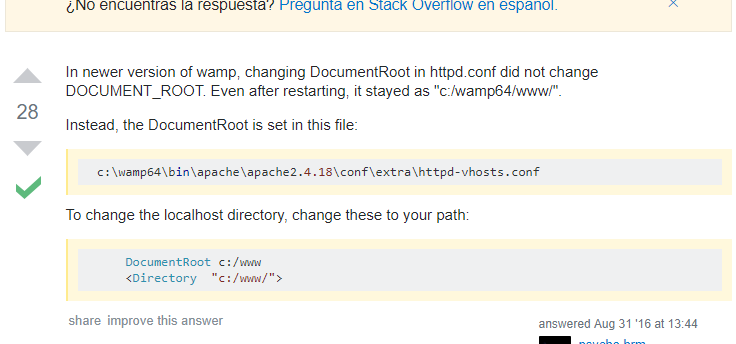 ¿No encuentras la respuesta? Pregunta en Stack Overflow en español.
×
In newer version of wamp, changing DocumentRoot in httpd.conf did not change
DOCUMENT_ROOT. Even after restarting, it stayed as "c:/wamp64/www/".
28
Instead, the DocumentRoot is set in this file:
c:\wamp64\bin\apache\apache2.4.18\conf\extra\httpd-vhosts.conf
To change the localhost directory, change these to your path:
DocumentRoot c:/www
<Directory  "c:/www/">
share improve this answer
answered Aug 31 '16 at 13:44